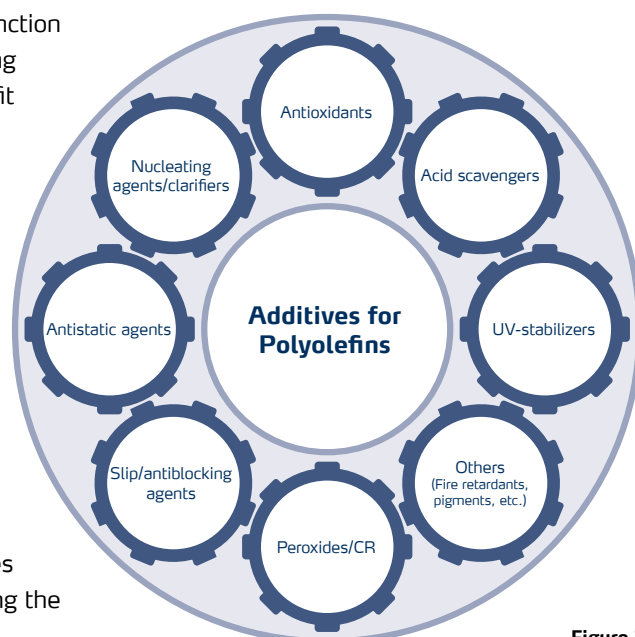 nction
ng
fit
es
ng the
Antioxidants
Nucleating
agents/clarifiers
Acid scavengers
Antistatic agents
Additives for
Polyolefins
UV-stabilizers
Slip/antiblocking
agents
Others
(Fire retardants,
pigments, etc.)
Peroxides/CR
Figure